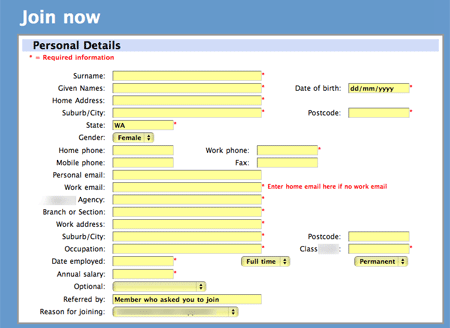 Join now
Personal Details
* = Required information
Surname: *
Given Names: * Date of birth: dd/mm/yyyy *
Home Address: *
Suburb/City: * Postcode: *
State: WA *
Gender: Female
Home phone: Work phone: *
Mobile phone: Fax:
Personal email:
Work email: * Enter home email here if no work email
Agency: *
Branch or Section: *
Work address: *
Suburb/City: * Postcode:
Occupation: * Class : *
Date employed: * Full time Permanent
Annual salary: *
Optional:
Referred by: Member who asked you to join
Reason for joining: